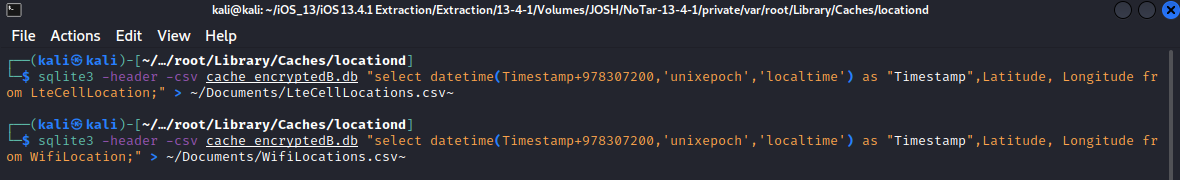 kali@kali: ~/iOS_13/iOS 13.4.1 Extraction/Extraction/13-4-1/Volumes/JOSH/NoTar-13-4-1/private/var/root/Library/Caches/locationd
File Actions Edit View Help
┌──(kali㉿kali)-[~/…/root/Library/Caches/locationd]
└─$ sqlite3 -header -csv cache_encryptedB.db "select datetime(Timestamp+978307200,'unixepoch','localtime') as "Timestamp",Latitude, Longitude fr
om LteCellLocation;" > ~/Documents/LteCellLocations.csv~
┌──(kali㉿kali)-[~/…/root/Library/Caches/locationd]
└─$ sqlite3 -header -csv cache_encryptedB.db "select datetime(Timestamp+978307200,'unixepoch','localtime') as "Timestamp",Latitude, Longitude fr
om WifiLocation;" > ~/Documents/WifiLocations.csv~